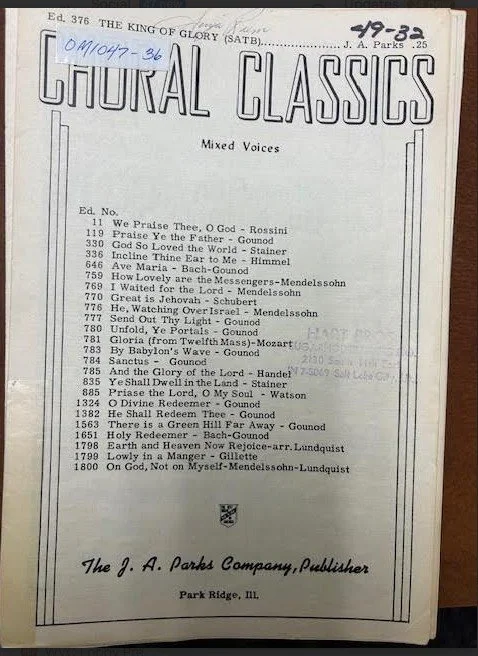 Ed. 376 THE KING OF GLORY (SATB)..................... J. A. Parks .25
49-32
OM1047-36
CHORAL CLASSICS
Mixed Voices
Ed. No.
11 We Praise Thee, O God - Rossini
119 Praise Ye the Father - Gounod
330 God So Loved the World - Stainer
336 Incline Thine Ear to Me - Himmel
646 Ave Maria - Bach-Gounod
759 How Lovely are the Messengers-Mendelssohn
769 I Waited for the Lord - Mendelssohn
770 Great is Jehovah - Schubert
776 He, Watching Over Israel - Mendelssohn
777 Send Out Thy Light - Gounod
780 Unfold, Ye Portals - Gounod
781 Gloria (from Twelfth Mass)-Mozart
783 By Babylon's Wave - Gounod
784 Sanctus - Gounod
785 And the Glory of the Lord - Handel
835 Ye Shall Dwell in the Land - Stainer
885 Priase the Lord, O My Soul - Watson
1324 O Divine Redeemer - Gounod
1382 He Shall Redeem Thee - Gounod
1563 There is a Green Hill Far Away - Gounod
1651 Holy Redeemer - Bach-Gounod
1798 Earth and Heaven Now Rejoice-arr. Lundquist
1799 Lowly in a Manger - Gillette
1800 On God, Not on Myself-Mendelssohn-Lundquist
The J. A. Parks Company, Publisher
Park Ridge, Ill.